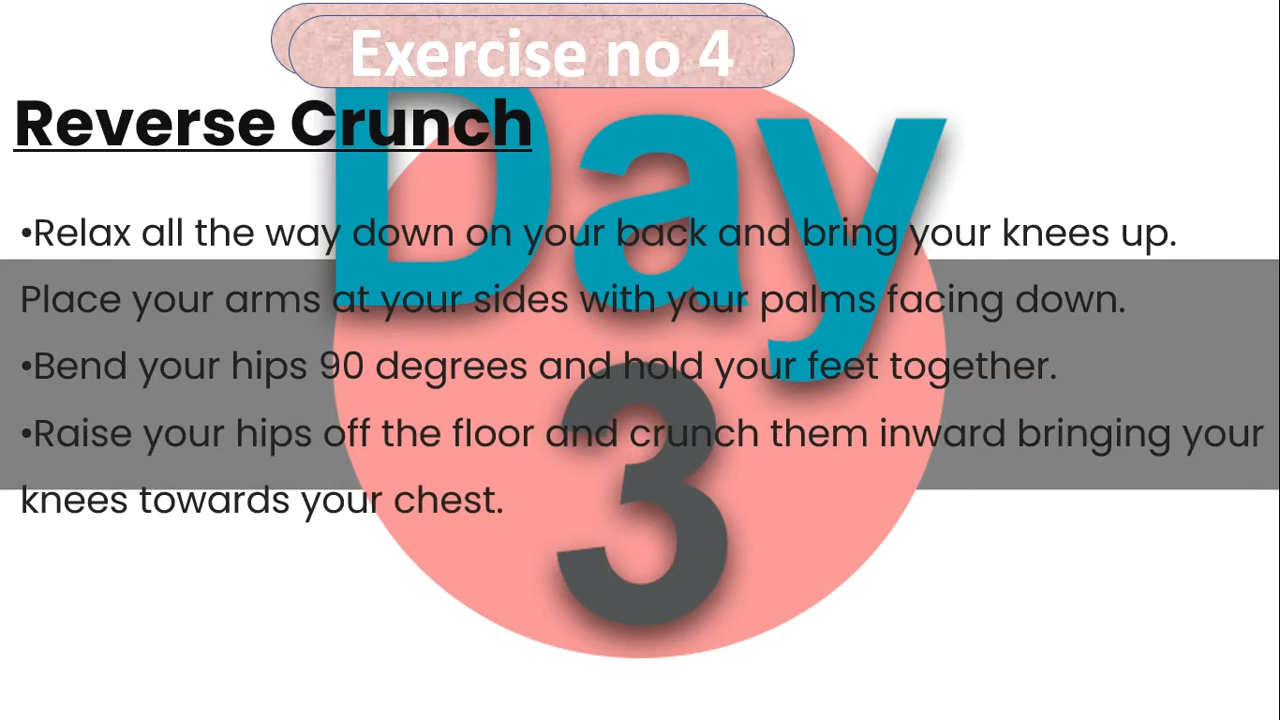 Exercise no 4
Reverse Crunch
Day
3
•Relax all the way down on your back and bring your knees up.
Place your arms at your sides with your palms facing down.
•Bend your hips 90 degrees and hold your feet together.
•Raise your hips off the floor and crunch them inward bringing your
knees towards your chest.